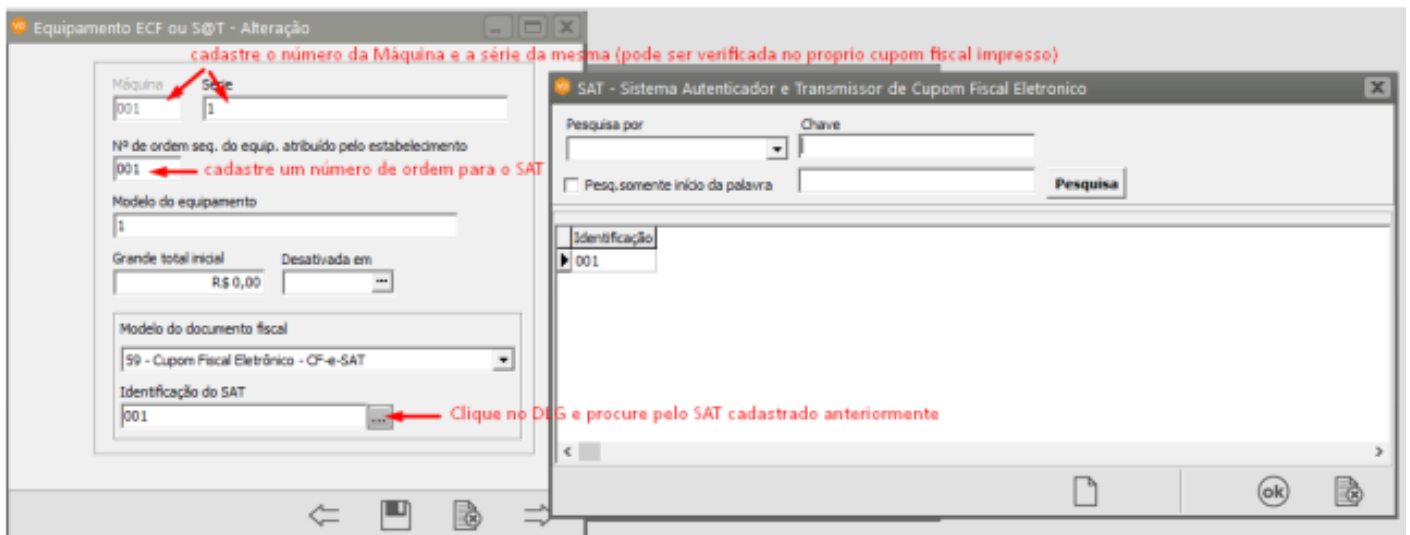 Equipamento ECF ou S@T - Alteração
cadastre o número da Máquina e a série da mesma (pode ser verificada no proprio cupom fiscal impresso)
Máquina Série
001 1
Nº de ordem seq. do equip. atribuído pelo estabelecimento
001 cadastre um número de ordem para o SAT
Modelo do equipamento
1
Grande total inicial Desativada em
R$ 0,00 ...
Modelo do documento fiscal
59 - Cupom Fiscal Eletrônico - CF-e-SAT
Identificação do SAT
001 ... Clique no DLG e procure pelo SAT cadastrado anteriormente
SAT - Sistema Autenticador e Transmissor de Cupom Fiscal Eletronico
Pesquisa por Chave
Pesq.somente início da palavra Pesquisa
Identificação
001
ok